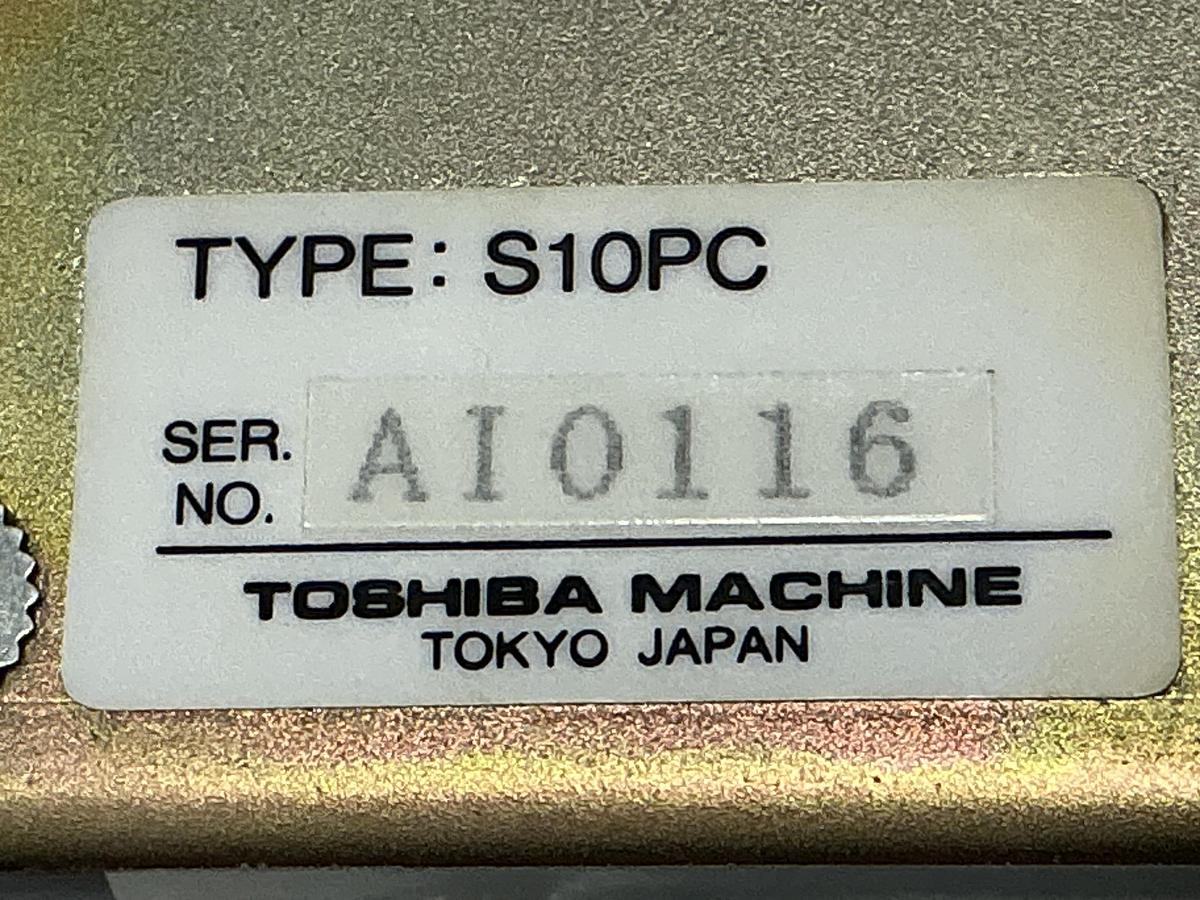 TYPE: S10PC
SER. NO. AI0116
TOSHIBA MACHINE
TOKYO JAPAN